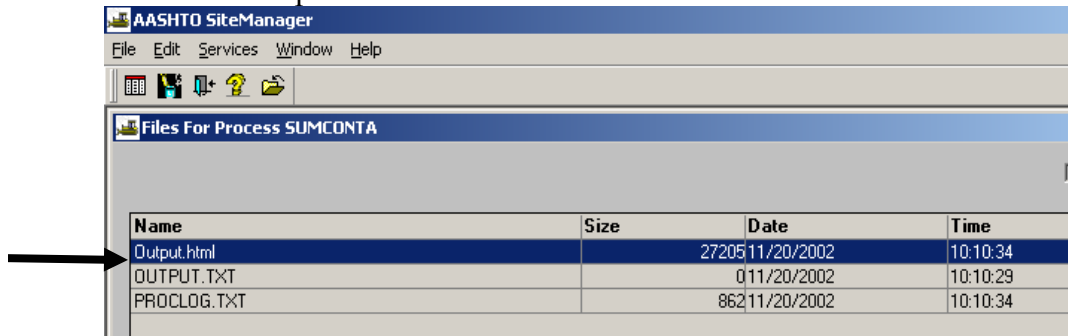 AASHTO SiteManager
File Edit Services Window Help
Files For Process SUMCONTA
Name Size Date Time
Output.html 27205 11/20/2002 10:10:34
OUTPUT.TXT 0 11/20/2002 10:10:29
PROCLOG.TXT 862 11/20/2002 10:10:34